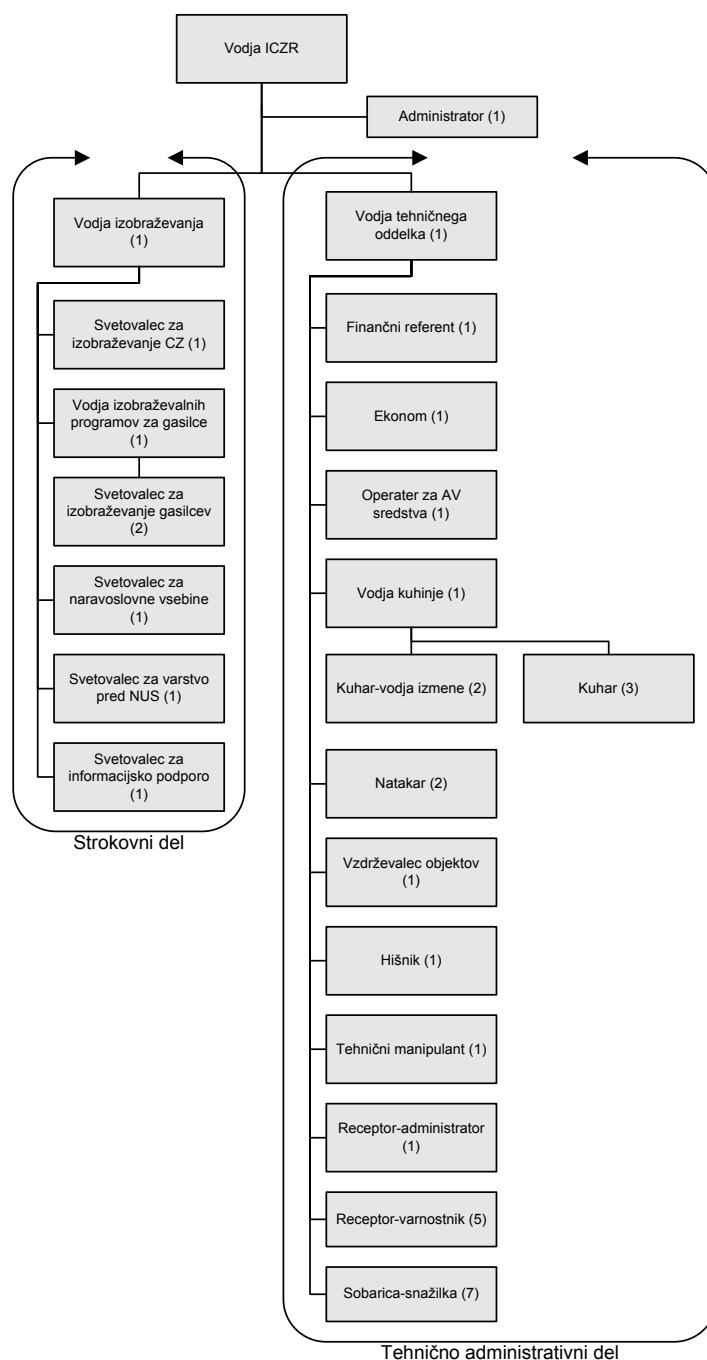 Vodja ICZR
Administrator (1)
Vodja izobraževanja
(1)
Svetovalec za
izobraževanje CZ (1)
Vodja izobraževalnih
programov za gasilce
(1)
Svetovalec za
izobraževanje gasilcev
(2)
Svetovalec za
naravoslovne vsebine
(1)
Svetovalec za varstvo
pred NUS (1)
Svetovalec za
informacijsko podporo
(1)
Strokovni del
Vodja tehničnega
oddelka (1)
Finančni referent (1)
Ekonom (1)
Operater za AV
sredstva (1)
Vodja kuhinje (1)
Kuhar-vodja izmene (2)
Kuhar (3)
Natakar (2)
Vzdrževalec objektov
(1)
Hišnik (1)
Tehnični manipulant (1)
Receptor-administrator
(1)
Receptor-varnostnik (5)
Sobarica-snažilka (7)
Tehnično administrativni del